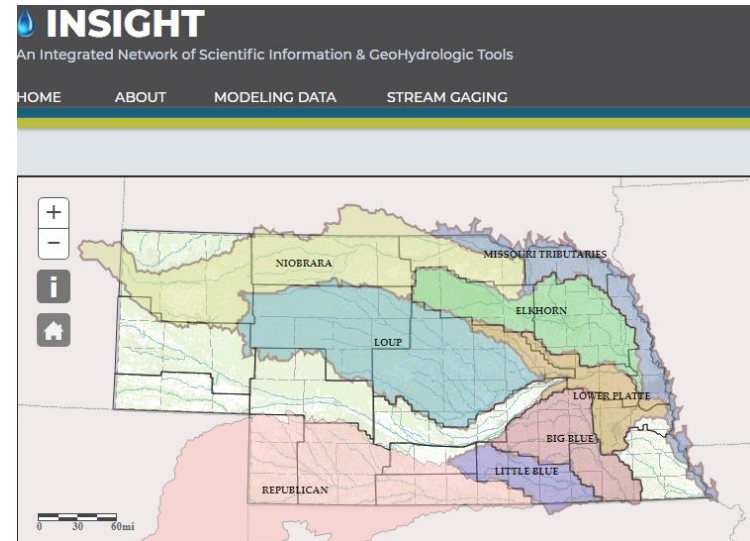 INSIGHT
An Integrated Network of Scientific Information & GeoHydrologic Tools
HOME ABOUT MODELING DATA STREAM GAGING
+
−
i
NIOBRARA
MISSOURI TRIBUTARIES
ELKHORN
LOUP
LOWER PLATTE
BIG BLUE
LITTLE BLUE
REPUBLICAN
0 30 60mi